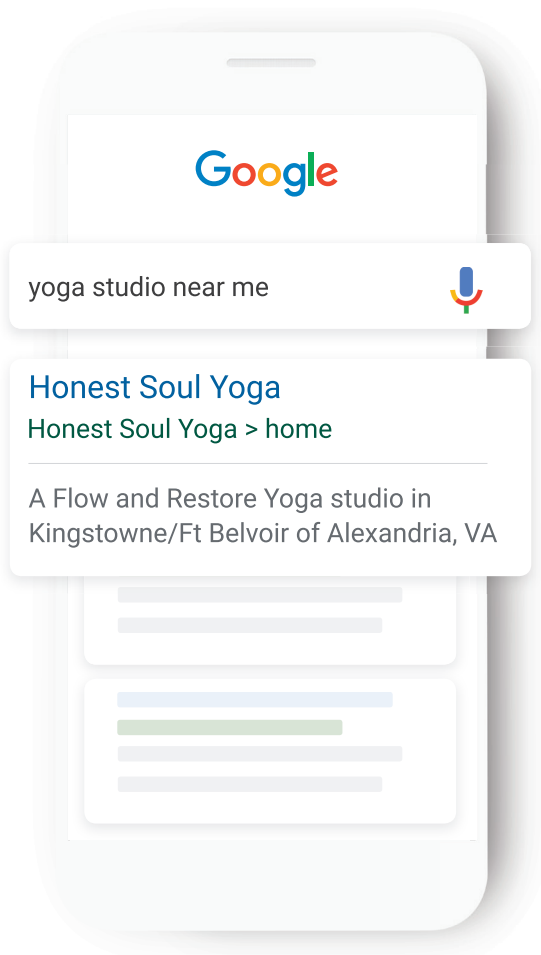 Google
yoga studio near me
Honest Soul Yoga
Honest Soul Yoga > home
A Flow and Restore Yoga studio in
Kingstowne/Ft Belvoir of Alexandria, VA